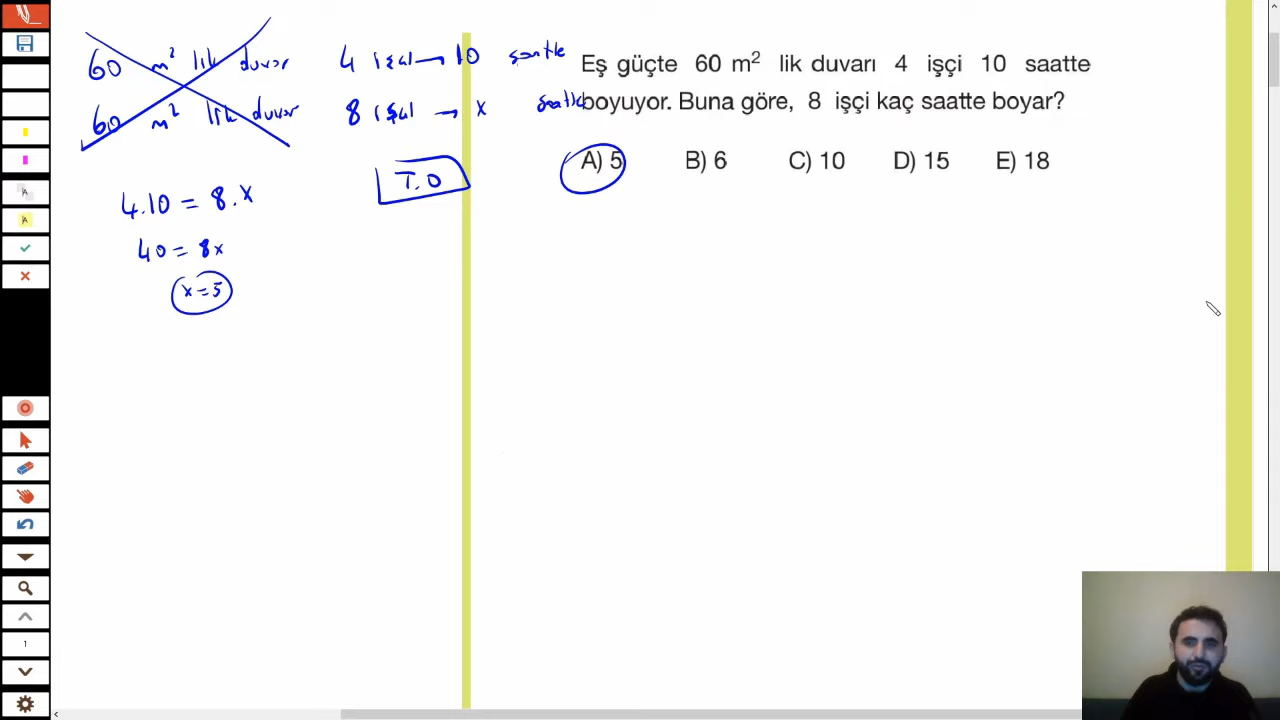 60 m² lik duvar 4 işçi → 10 saatte
60 m² lik duvar 8 işçi → x saatte
T.O
4.10 = 8.x
40 = 8x
x = 5
Eş güçte 60 m² lik duvarı 4 işçi 10 saatte
boyuyor. Buna göre, 8 işçi kaç saatte boyar?
A) 5 B) 6 C) 10 D) 15 E) 18
A
A
1